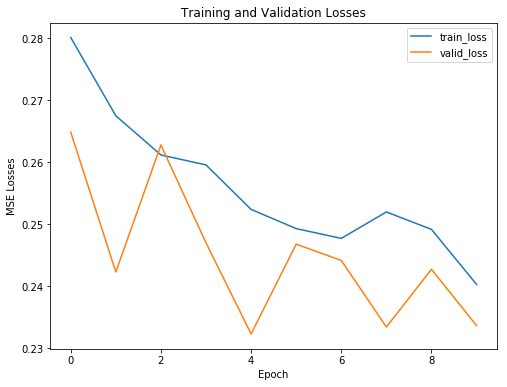 Training and Validation Losses
train_loss
valid_loss
MSE Losses
0.28
0.27
0.26
0.25
0.24
0.23
0 2 4 6 8
Epoch